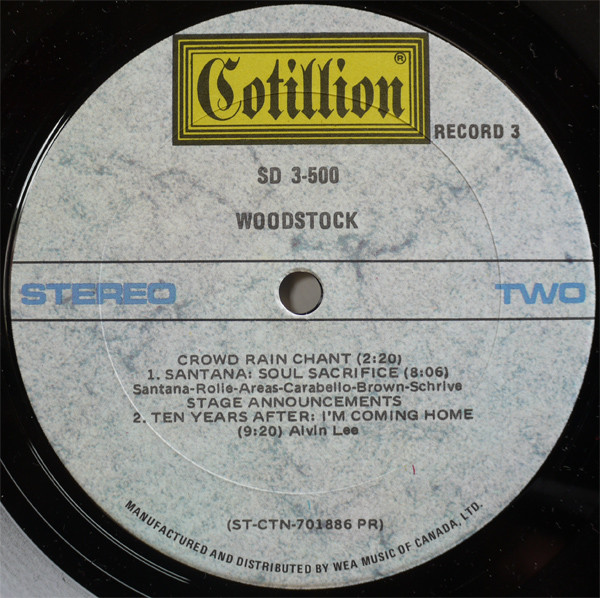 Cotillion®
RECORD 3
SD 3-500
WOODSTOCK
STEREO TWO
CROWD RAIN CHANT (2:20)
1. SANTANA: SOUL SACRIFICE (8:06)
Santana-Rolie-Areas-Carabello-Brown-Schrive
STAGE ANNOUNCEMENTS
2. TEN YEARS AFTER: I'M COMING HOME
(9:20) Alvin Lee
(ST-CTN-701886 PR)
MANUFACTURED AND DISTRIBUTED BY WEA MUSIC OF CANADA, LTD.